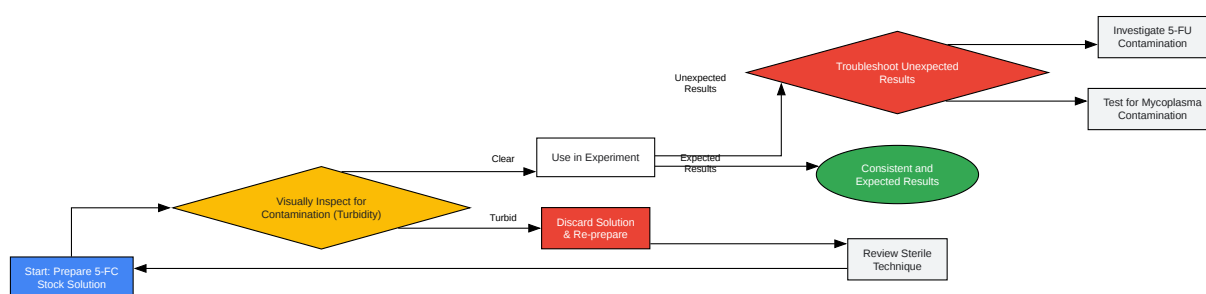 Investigate 5-FU
Contamination
Troubleshoot Unexpected
Results
Unexpected
Results
Test for Mycoplasma
Contamination
Clear
Use in Experiment
Expected
Results
Consistent and
Expected Results
Visually Inspect for
Contamination (Turbidity)
Turbid
Discard Solution
& Re-prepare
Review Sterile
Technique
Start: Prepare 5-FC
Stock Solution